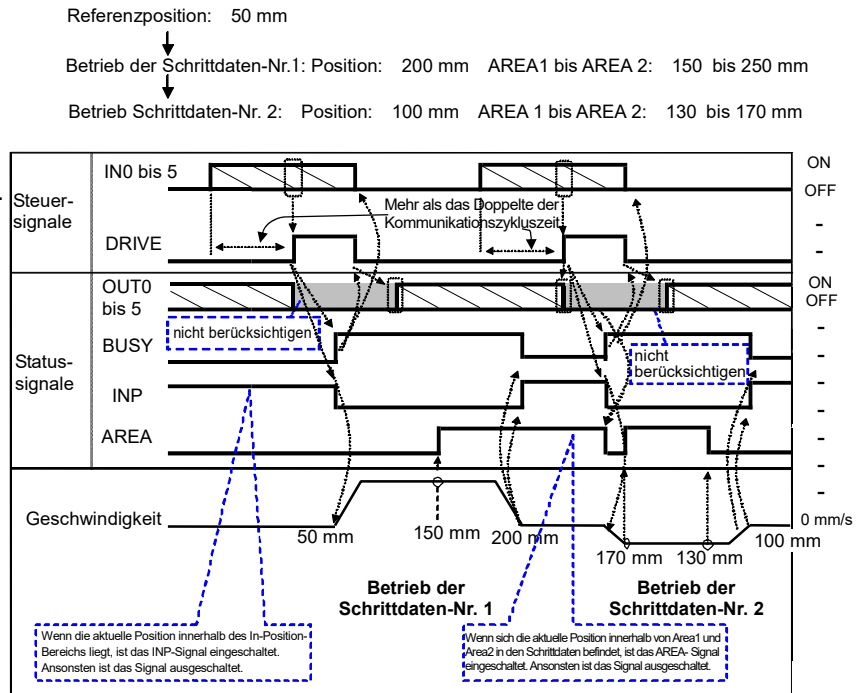 Referenzposition: 50 mm
Betrieb der Schrittdaten-Nr.1: Position: 200 mm AREA1 bis AREA 2: 150 bis 250 mm
Betrieb Schrittdaten-Nr. 2: Position: 100 mm AREA 1 bis AREA 2: 130 bis 170 mm
Steuer-
signale
IN0 bis 5
ON
OFF
Mehr als das Doppelte der
Kommunikationszykluszeit.
-
DRIVE
-
Status-
signale
OUT0
bis 5
ON
OFF
nicht berücksichtigen
-
BUSY
nicht
berücksichtigen
-
-
INP
-
AREA
-
-
-
Geschwindigkeit
0 mm/s
50 mm
150 mm
200 mm
170 mm
130 mm
100 mm
Betrieb der
Schrittdaten-Nr. 1
Betrieb der
Schrittdaten-Nr. 2
Wenn die aktuelle Position innerhalb des In-Position-
Bereichs liegt, ist das INP-Signal eingeschaltet.
Ansonsten ist das Signal ausgeschaltet.
Wenn sich die aktuelle Position innerhalb von Area1 und
Area2 in den Schrittdaten befindet, ist das AREA- Signal
eingeschaltet. Ansonsten ist das Signal ausgeschaltet.